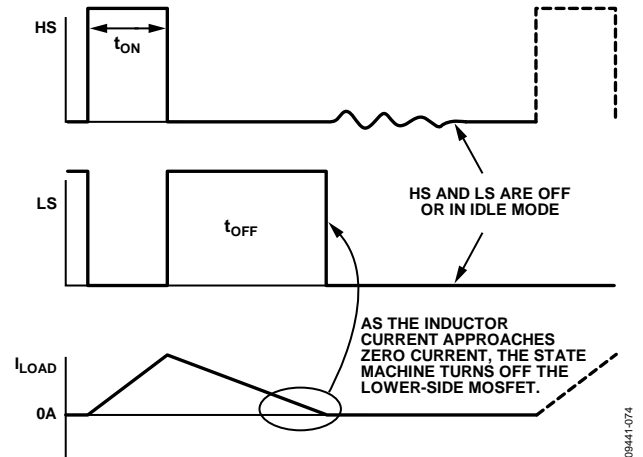 HS
tON
HS AND LS ARE OFF
OR IN IDLE MODE
LS
tOFF
AS THE INDUCTOR
CURRENT APPROACHES
ZERO CURRENT, THE STATE
MACHINE TURNS OFF THE
LOWER-SIDE MOSFET.
ILOAD
0A
09441-074